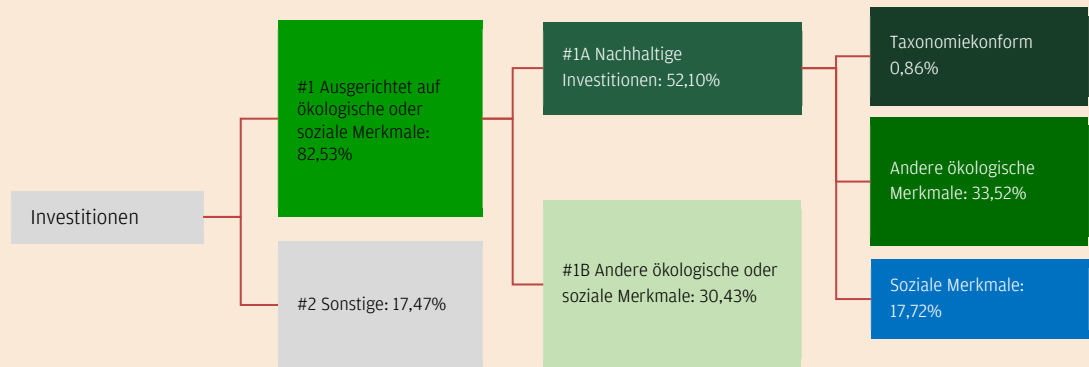 Investitionen
#1 Ausgerichtet auf
ökologische oder
soziale Merkmale:
82,53%
#2 Sonstige: 17,47%
#1A Nachhaltige
Investitionen: 52,10%
#1B Andere ökologische oder
soziale Merkmale: 30,43%
Taxonomiekonform
0,86%
Andere ökologische
Merkmale: 33,52%
Soziale Merkmale:
17,72%